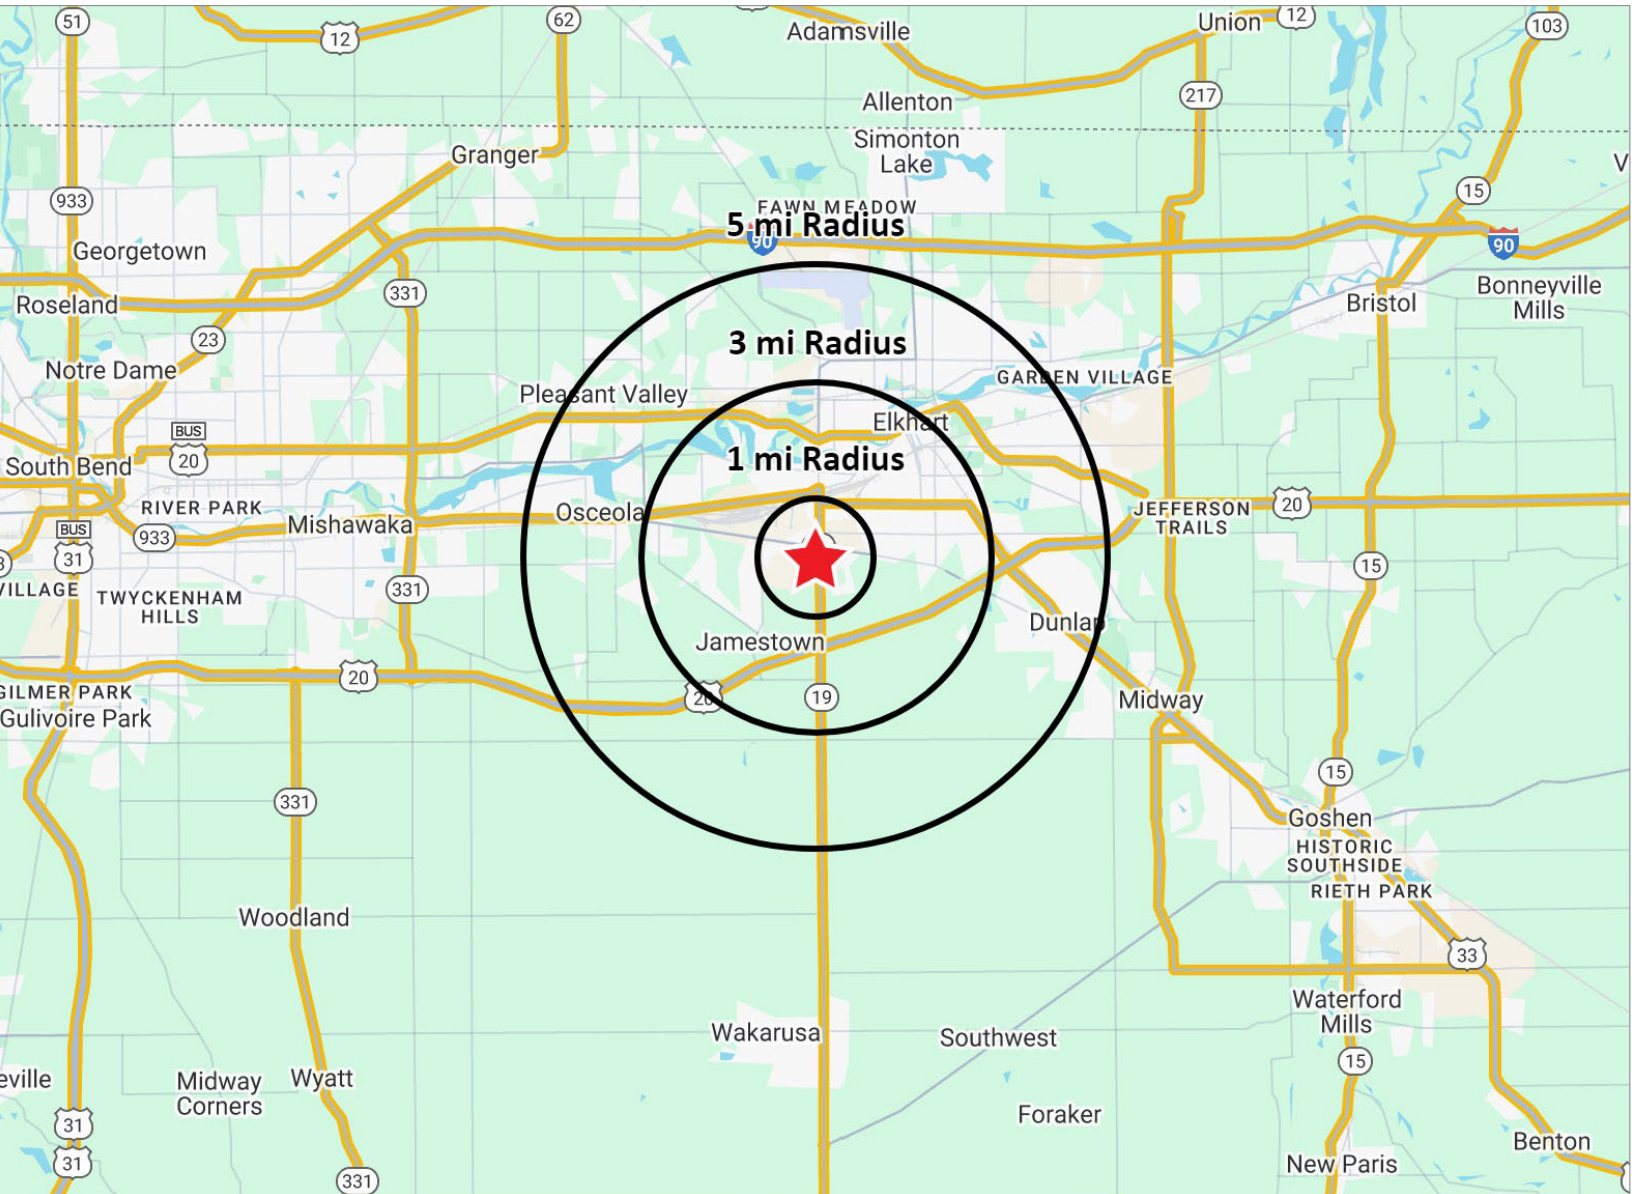 51
62
12
Adamsville
Union
12
103
Allenton
217
Simonton
Lake
Granger
V
15
933
FAWN MEADOW
5 mi Radius
90
90
Georgetown
331
Bonneyville
Mills
Roseland
Bristol
23
3 mi Radius
Notre Dame
GARDEN VILLAGE
Pleasant Valley
Elkhart
BUS
20
South Bend
1 mi Radius
RIVER PARK
Osceola
JEFFERSON
TRAILS
20
Mishawaka
BUS
933
31
15
VILLAGE
331
TWYCKENHAM
HILLS
Dunlap
Jamestown
20
20
19
GILMER PARK
Gulivoire Park
Midway
15
331
Goshen
HISTORIC
SOUTHSIDE
RIETH PARK
Woodland
33
Waterford
Mills
Wakarusa
Southwest
15
eville
Midway
Corners
Wyatt
Foraker
31
Benton
31
New Paris
331